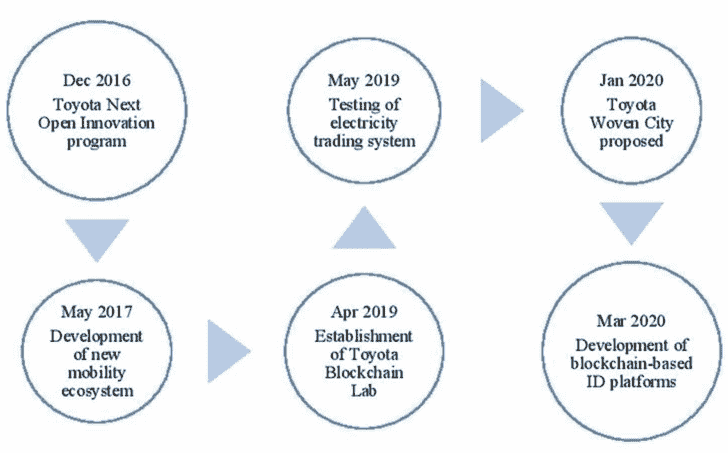 Dec 2016
Toyota Next
Open Innovation
program
May 2017
Development
of new
mobility
ecosystem
Apr 2019
Establishment
of Toyota
Blockchain
Lab
May 2019
Testing of
electricity
trading system
Jan 2020
Toyota
Woven City
proposed
Mar 2020
Development of
blockchain-based
ID platforms